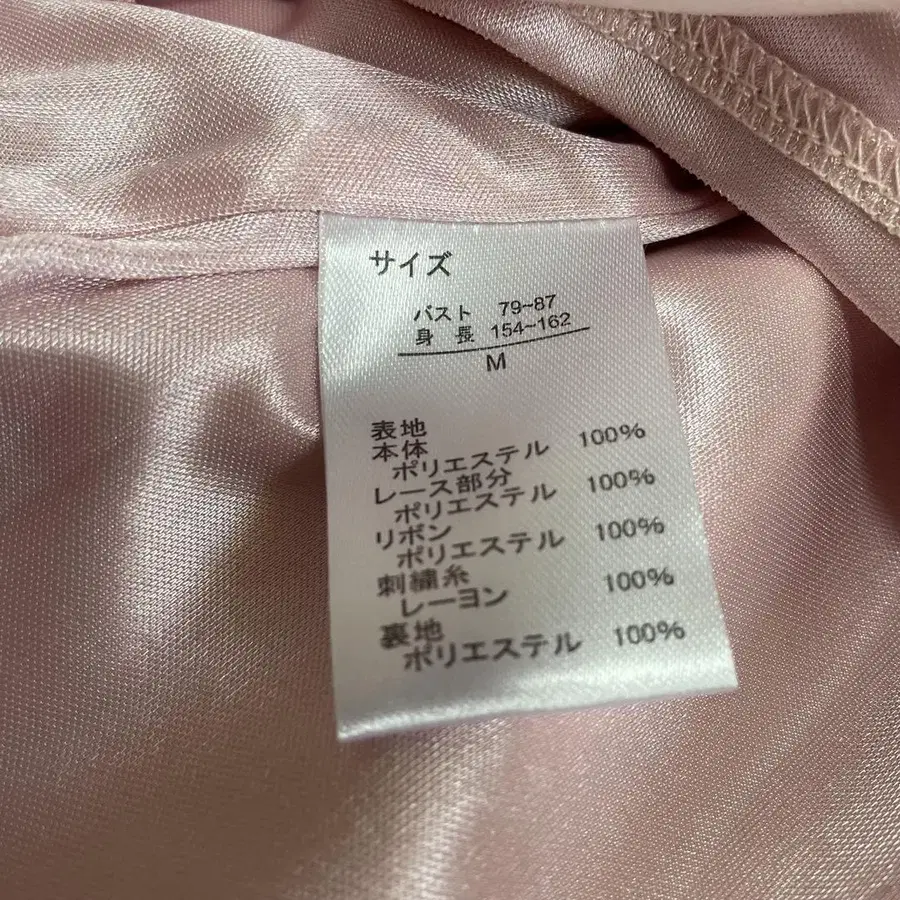 サイズ
バスト 79~87
身長 154~162
M
表地
本体
ポリエステル 100%
レース部分
ポリエステル 100%
リボン
ポリエステル 100%
刺繍糸
レーヨン 100%
裏地
ポリエステル 100%